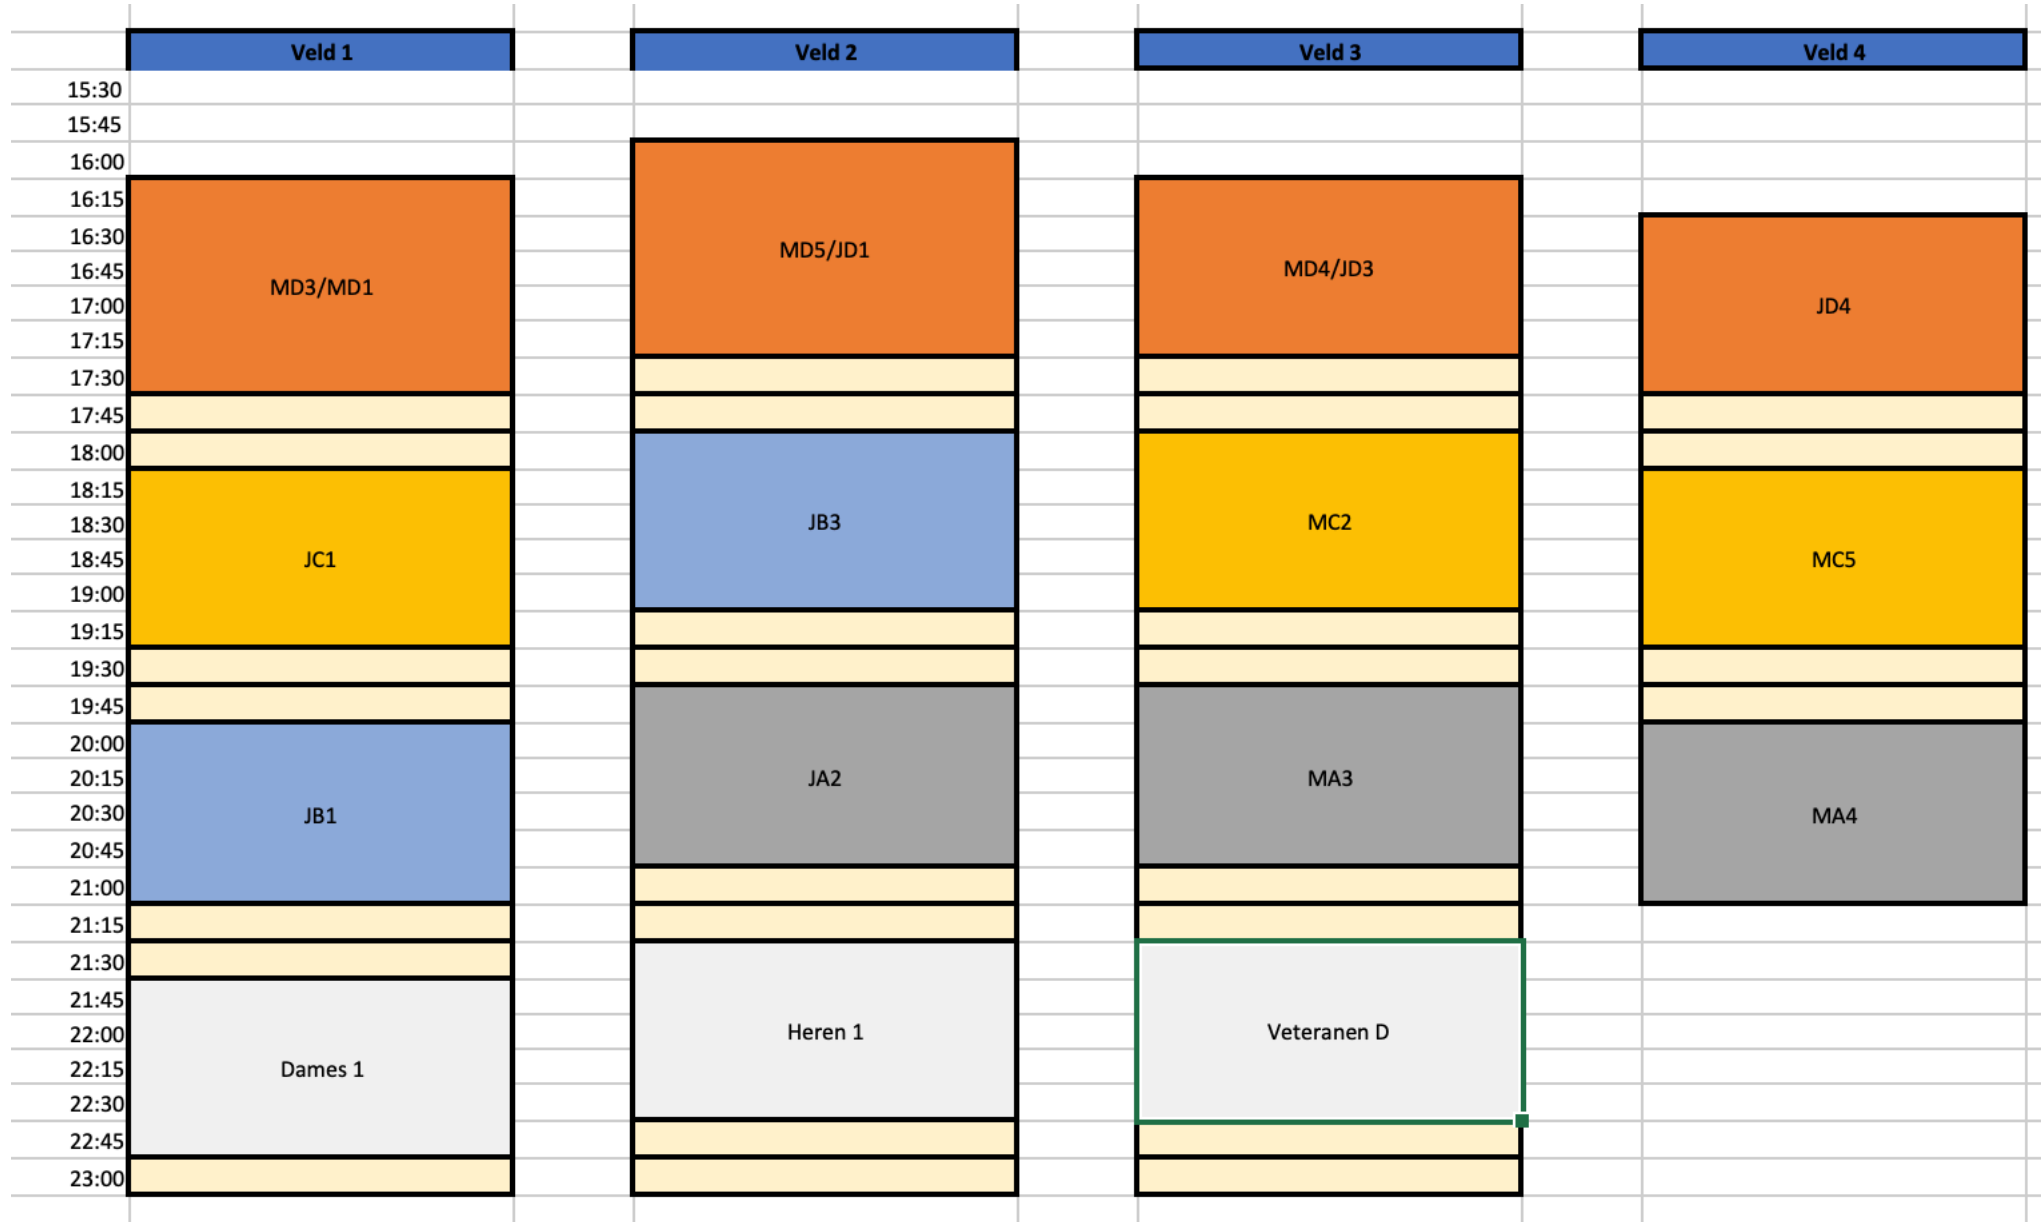 Veld 1 Veld 2 Veld 3 Veld 4
15:30
15:45
16:00
16:15
16:30
MD5/JD1
16:45 MD4/JD3
MD3/MD1
17:00 JD4
17:15
17:30
17:45
18:00
18:15
18:30 JB3 MC2
18:45 JC1 MC5
19:00
19:15
19:30
19:45
20:00
20:15 JA2 MA3
20:30 JB1 MA4
20:45
21:00
21:15
21:30
21:45
22:00 Heren 1 Veteranen D
22:15 Dames 1
22:30
22:45
23:00